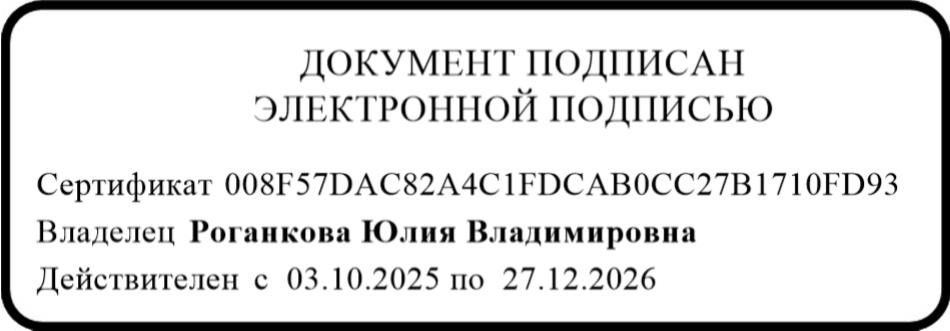 ДОКУМЕНТ ПОДПИСАН
ЭЛЕКТРОННОЙ ПОДПИСЬЮ
Сертификат 008F57DAC82A4C1FDCAB0CC27B1710FD93
Владелец Роганкова Юлия Владимировна
Действителен с 03.10.2025 по 27.12.2026